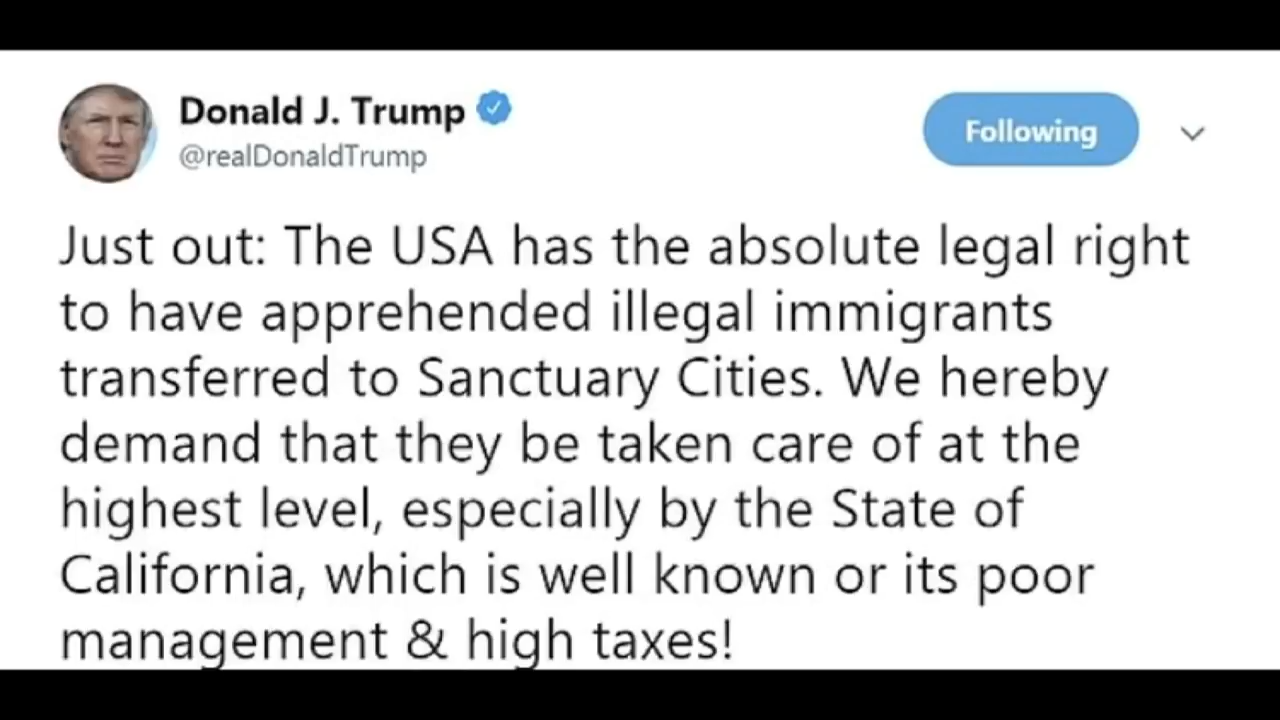 Donald J. Trump
@realDonaldTrump
Following
Just out: The USA has the absolute legal right
to have apprehended illegal immigrants
transferred to Sanctuary Cities. We hereby
demand that they be taken care of at the
highest level, especially by the State of
California, which is well known or its poor
management & high taxes!